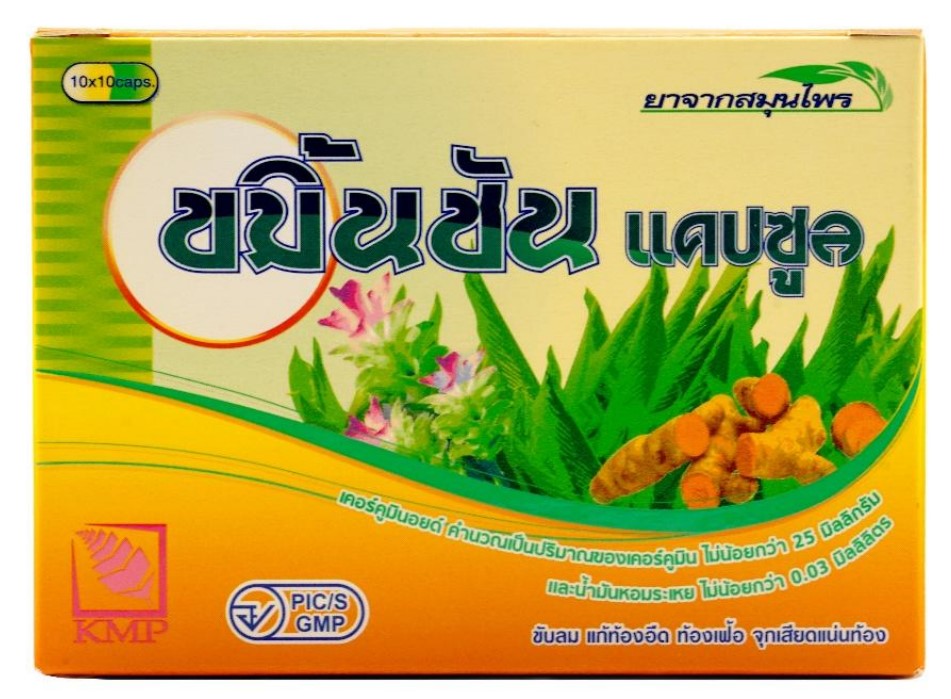 10x10caps.
ยาจากสมุนไพร
ขมิ้นชัน แคปซูล
เคอร์คูมินอยด์ คำนวณเป็นปริมาณของเคอร์คูมิน ไม่น้อยกว่า 25 มิลลิกรัม
และน้ำมันหอมระเหย ไม่น้อยกว่า 0.03 มิลลิลิตร
KMP
PIC/S
GMP
ขับลม แก้ท้องอืด ท้องเฟ้อ จุกเสียดแน่นท้อง